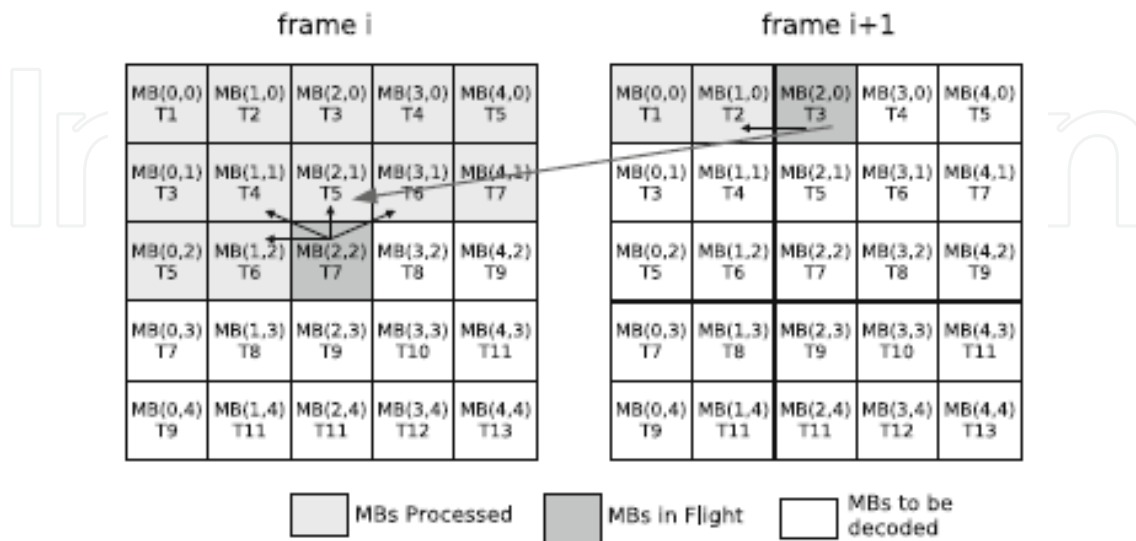 frame i
frame i+1
MB(0,0) MB(1,0) MB(2,0) MB(3,0) MB(4,0)
T1 T2 T3 T4 T5
MB(0,1) MB(1,1) MB(2,1) MB(3,1) MB(4,1)
T3 T4 T5 T6 T7
MB(0,2) MB(1,2) MB(2,2) MB(3,2) MB(4,2)
T5 T6 T7 T8 T9
MB(0,3) MB(1,3) MB(2,3) MB(3,3) MB(4,3)
T7 T8 T9 T10 T11
MB(0,4) MB(1,4) MB(2,4) MB(3,4) MB(4,4)
T9 T11 T11 T12 T13
MB(0,0) MB(1,0) MB(2,0) MB(3,0) MB(4,0)
T1 T2 T3 T4 T5
MB(0,1) MB(1,1) MB(2,1) MB(3,1) MB(4,1)
T3 T4 T5 T6 T7
MB(0,2) MB(1,2) MB(2,2) MB(3,2) MB(4,2)
T5 T6 T7 T8 T9
MB(0,3) MB(1,3) MB(2,3) MB(3,3) MB(4,3)
T7 T8 T9 T10 T11
MB(0,4) MB(1,4) MB(2,4) MB(3,4) MB(4,4)
T9 T11 T11 T12 T13
MBs Processed
MBs in Flight
MBs to be
decoded